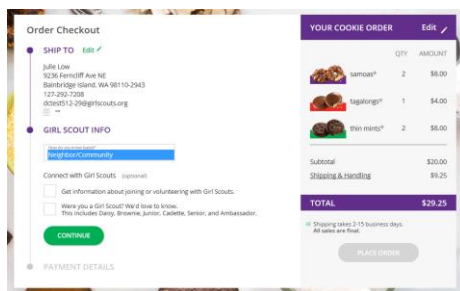 Order Checkout
SHIP TO Edit
Julie Low
9236 Ferncliff Ave NE
Bainbridge Island, WA 98110-2943
127-292-7208
dctest512-29@girlscouts.org
GIRL SCOUT INFO
Neighbor/Community
Connect with Girl Scouts (optional)
Get information about joining or volunteering with Girl Scouts.
Were you a Girl Scout? We'd love to know.
This includes Daisy, Brownie, Junior, Cadette, Senior, and Ambassador.
CONTINUE
PAYMENT DETAILS
YOUR COOKIE ORDER Edit
QTY AMOUNT
samoas® 2 $8.00
tagalongs® 1 $4.00
thin mints® 2 $8.00
Subtotal $20.00
Shipping & Handling $9.25
TOTAL $29.25
Shipping takes 2-15 business days.
All sales are final.
PLACE ORDER